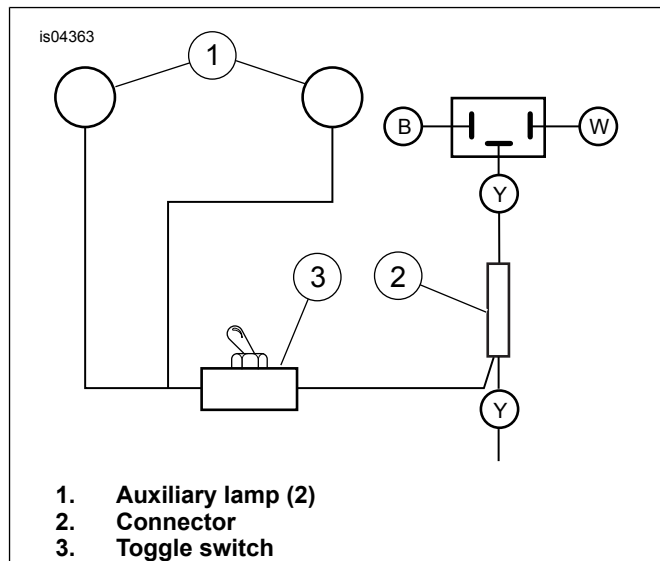 is04363
1
B
W
Y
3
2
Y
1. Auxiliary lamp (2)
2. Connector
3. Toggle switch